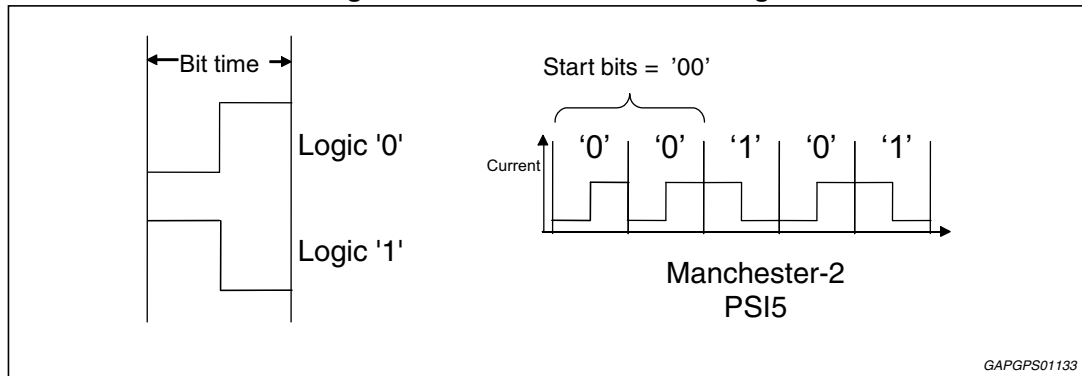 Bit time
Logic '0'
Logic '1'
Start bits = '00'
'0' '0' '1' '0' '1'
Current
Manchester-2
PSI5
GAPGPS01133